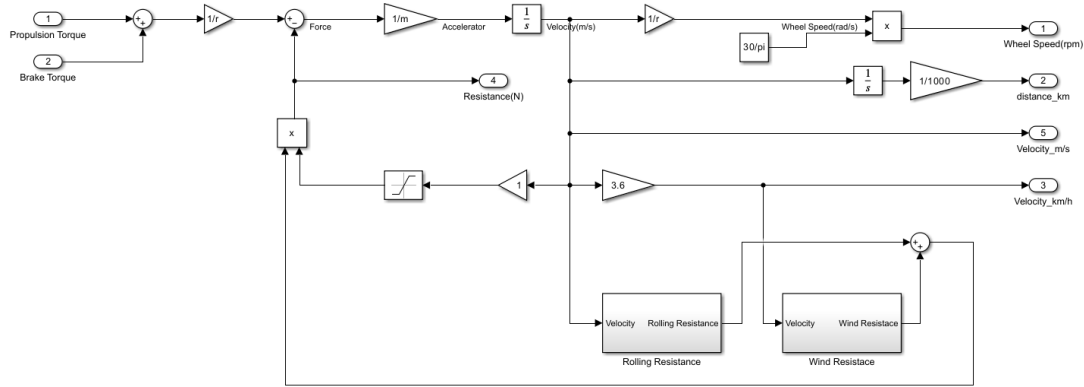 1
Propulsion Torque
2
Brake Torque
+
+
1/r
+
−
Force
1/m
Accelerator
1
s
Velocity(m/s)
1/r
Wheel Speed(rad/s)
30/pi
x
1
Wheel Speed(rpm)
4
Resistance(N)
1
s
1/1000
2
distance_km
x
5
Velocity_m/s
1
3.6
3
Velocity_km/h
+
+
Velocity
Rolling Resistance
Rolling Resistance
Velocity
Wind Resistace
Wind Resistace